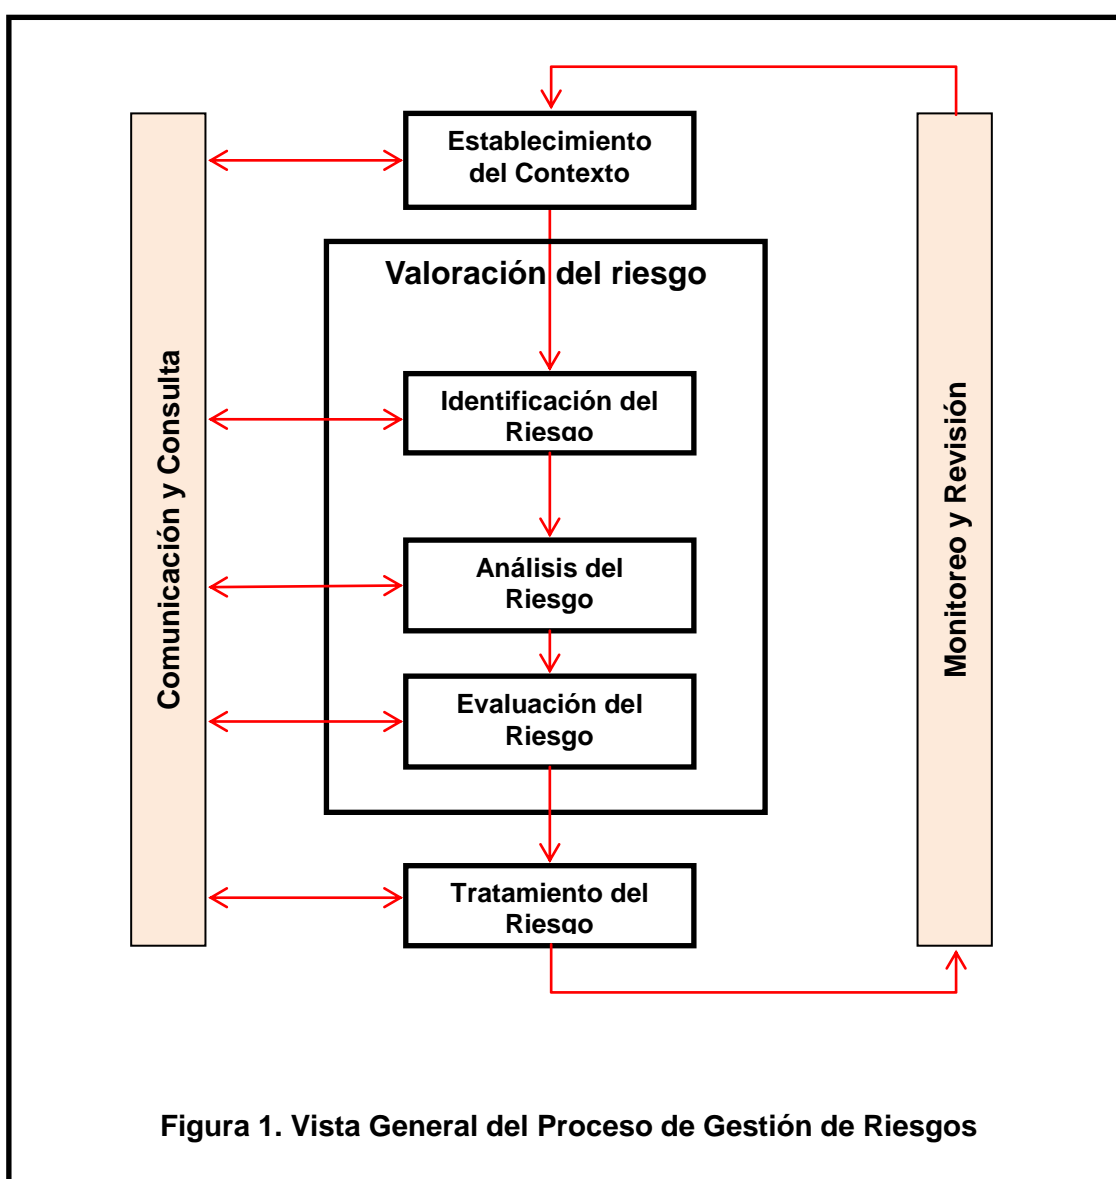 Establecimiento
del Contexto
Valoración del riesgo
Identificación del
Riesgo
Análisis del
Riesgo
Evaluación del
Riesgo
Tratamiento del
Riesgo
Comunicación y Consulta
Monitoreo y Revisión
Figura 1. Vista General del Proceso de Gestión de Riesgos